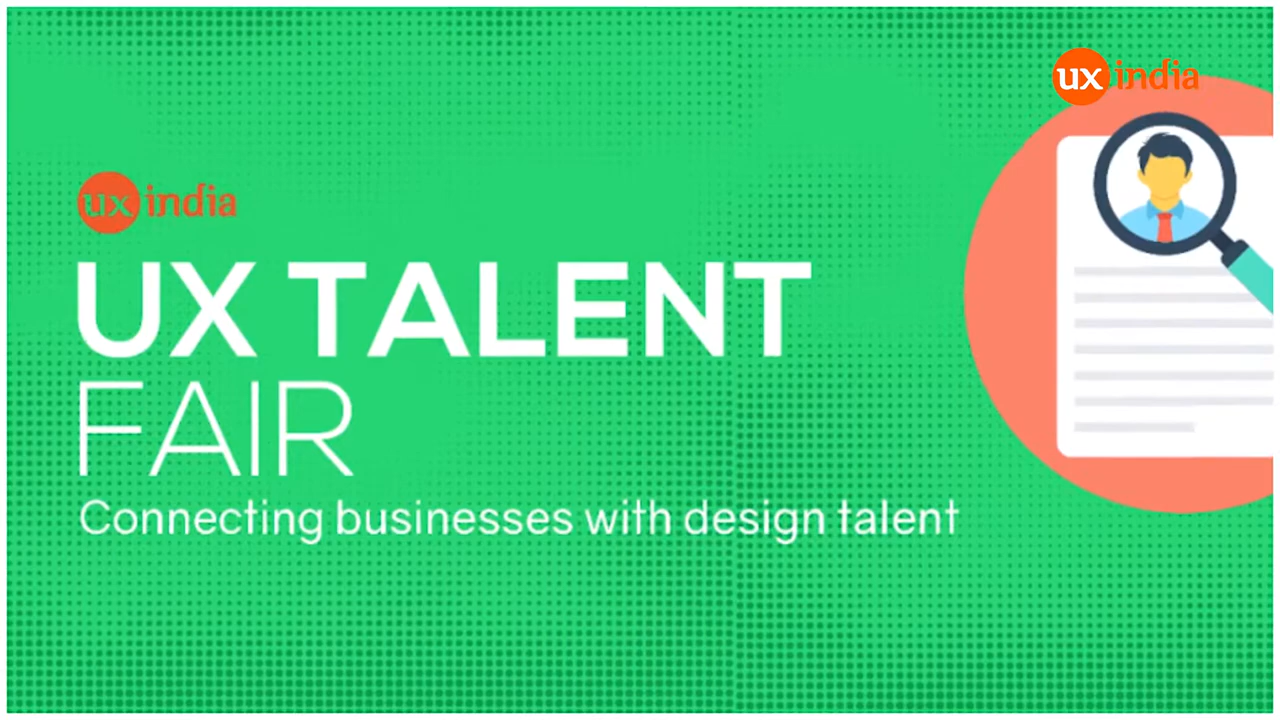 ux india
ux india
UX TALENT
FAIR
Connecting businesses with design talent